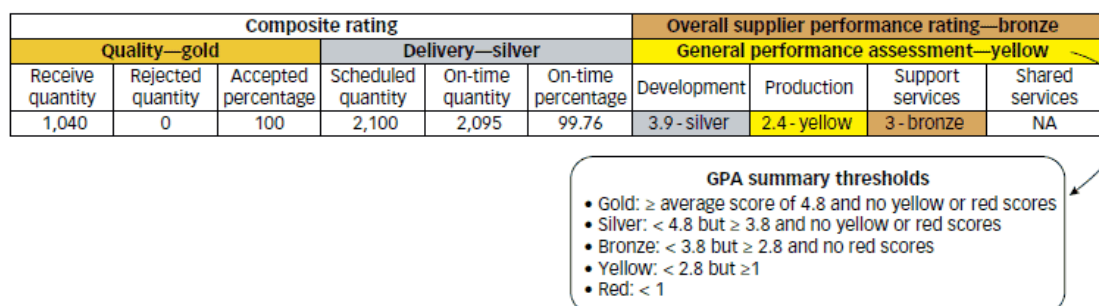 Composite rating Overall supplier performance rating—bronze
Quality—gold Delivery—silver General performance assessment—yellow
Receive quantity Rejected quantity Accepted percentage Scheduled quantity On-time quantity On-time percentage Development Production Support services Shared services
1,040 0 100 2,100 2,095 99.76 3.9 - silver 2.4 - yellow 3 - bronze NA
GPA summary thresholds
• Gold: ≥ average score of 4.8 and no yellow or red scores
• Silver: < 4.8 but ≥ 3.8 and no yellow or red scores
• Bronze: < 3.8 but ≥ 2.8 and no red scores
• Yellow: < 2.8 but ≥1
• Red: < 1